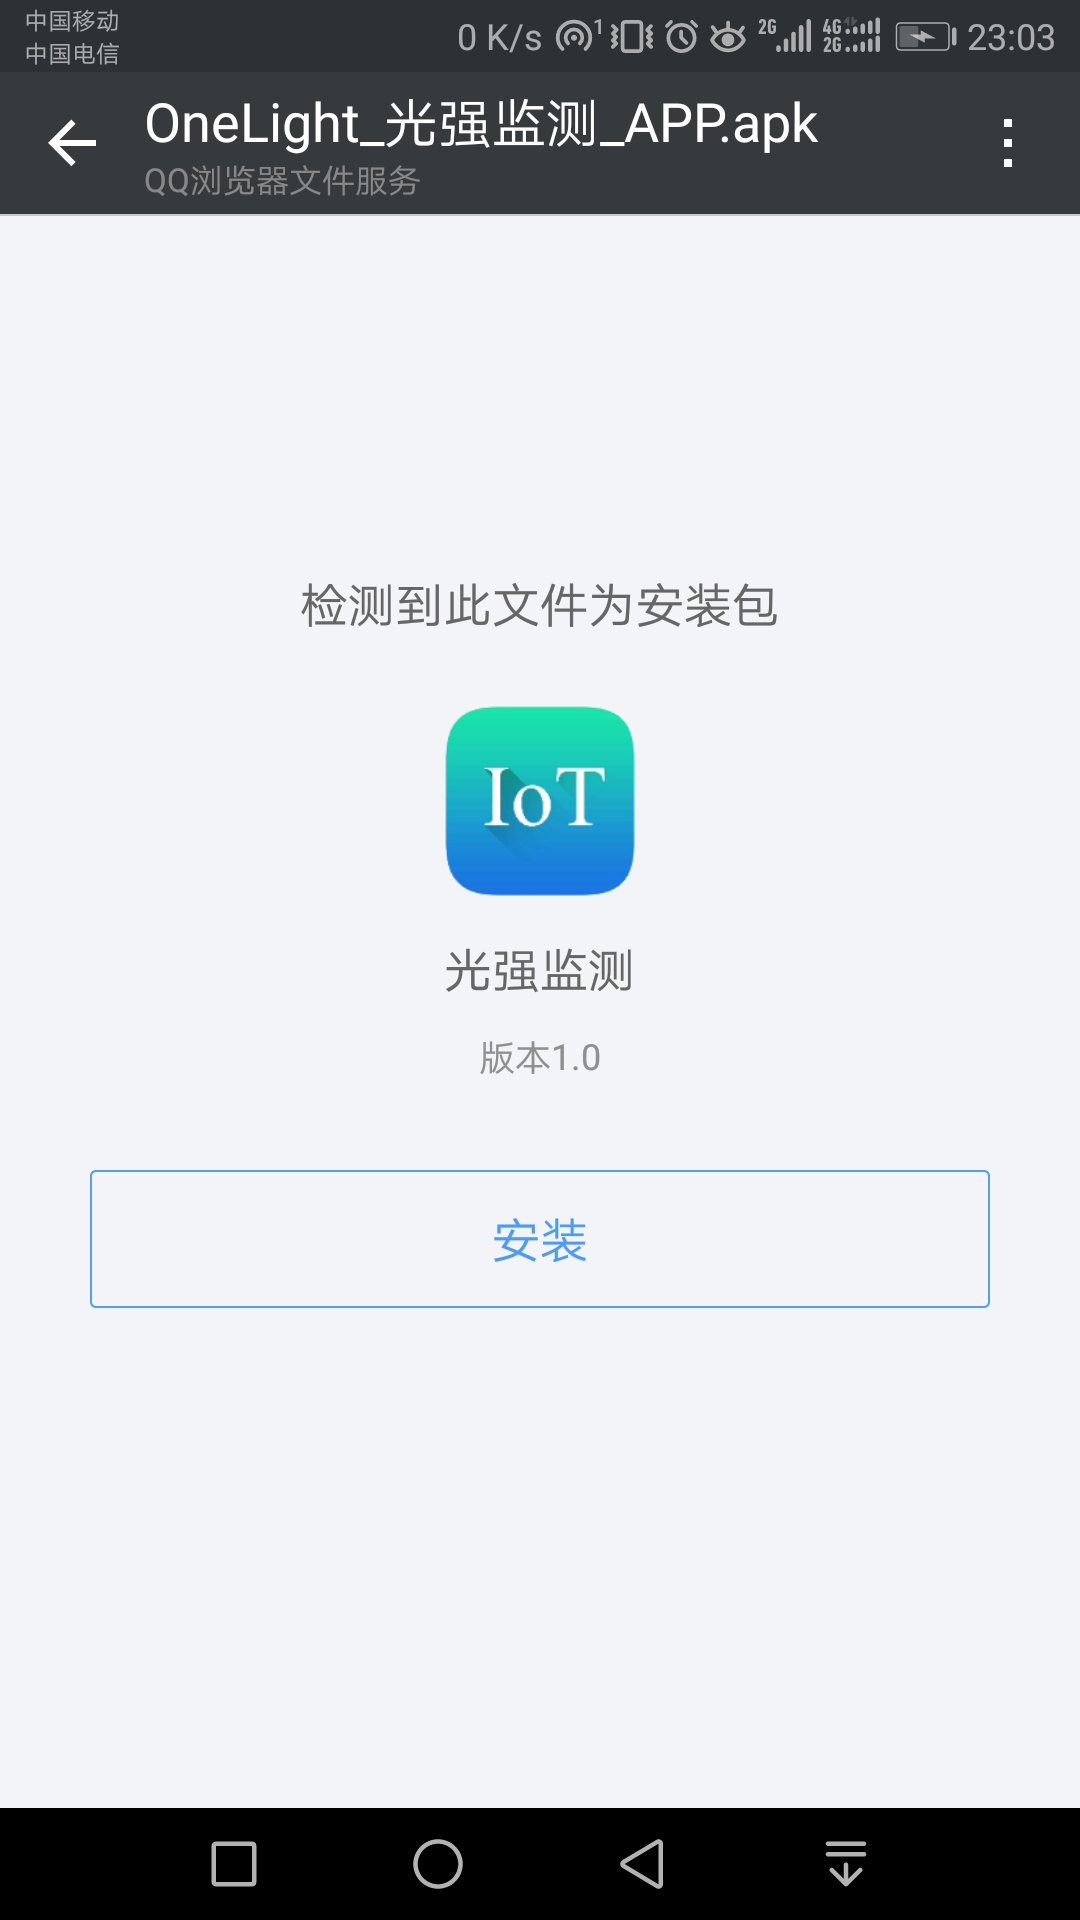 中国移动
中国电信
0 K/s
1
2G
4G
2G
23:03
OneLight_光强监测_APP.apk
QQ浏览器文件服务
检测到此文件为安装包
IoT
光强监测
版本1.0
安装